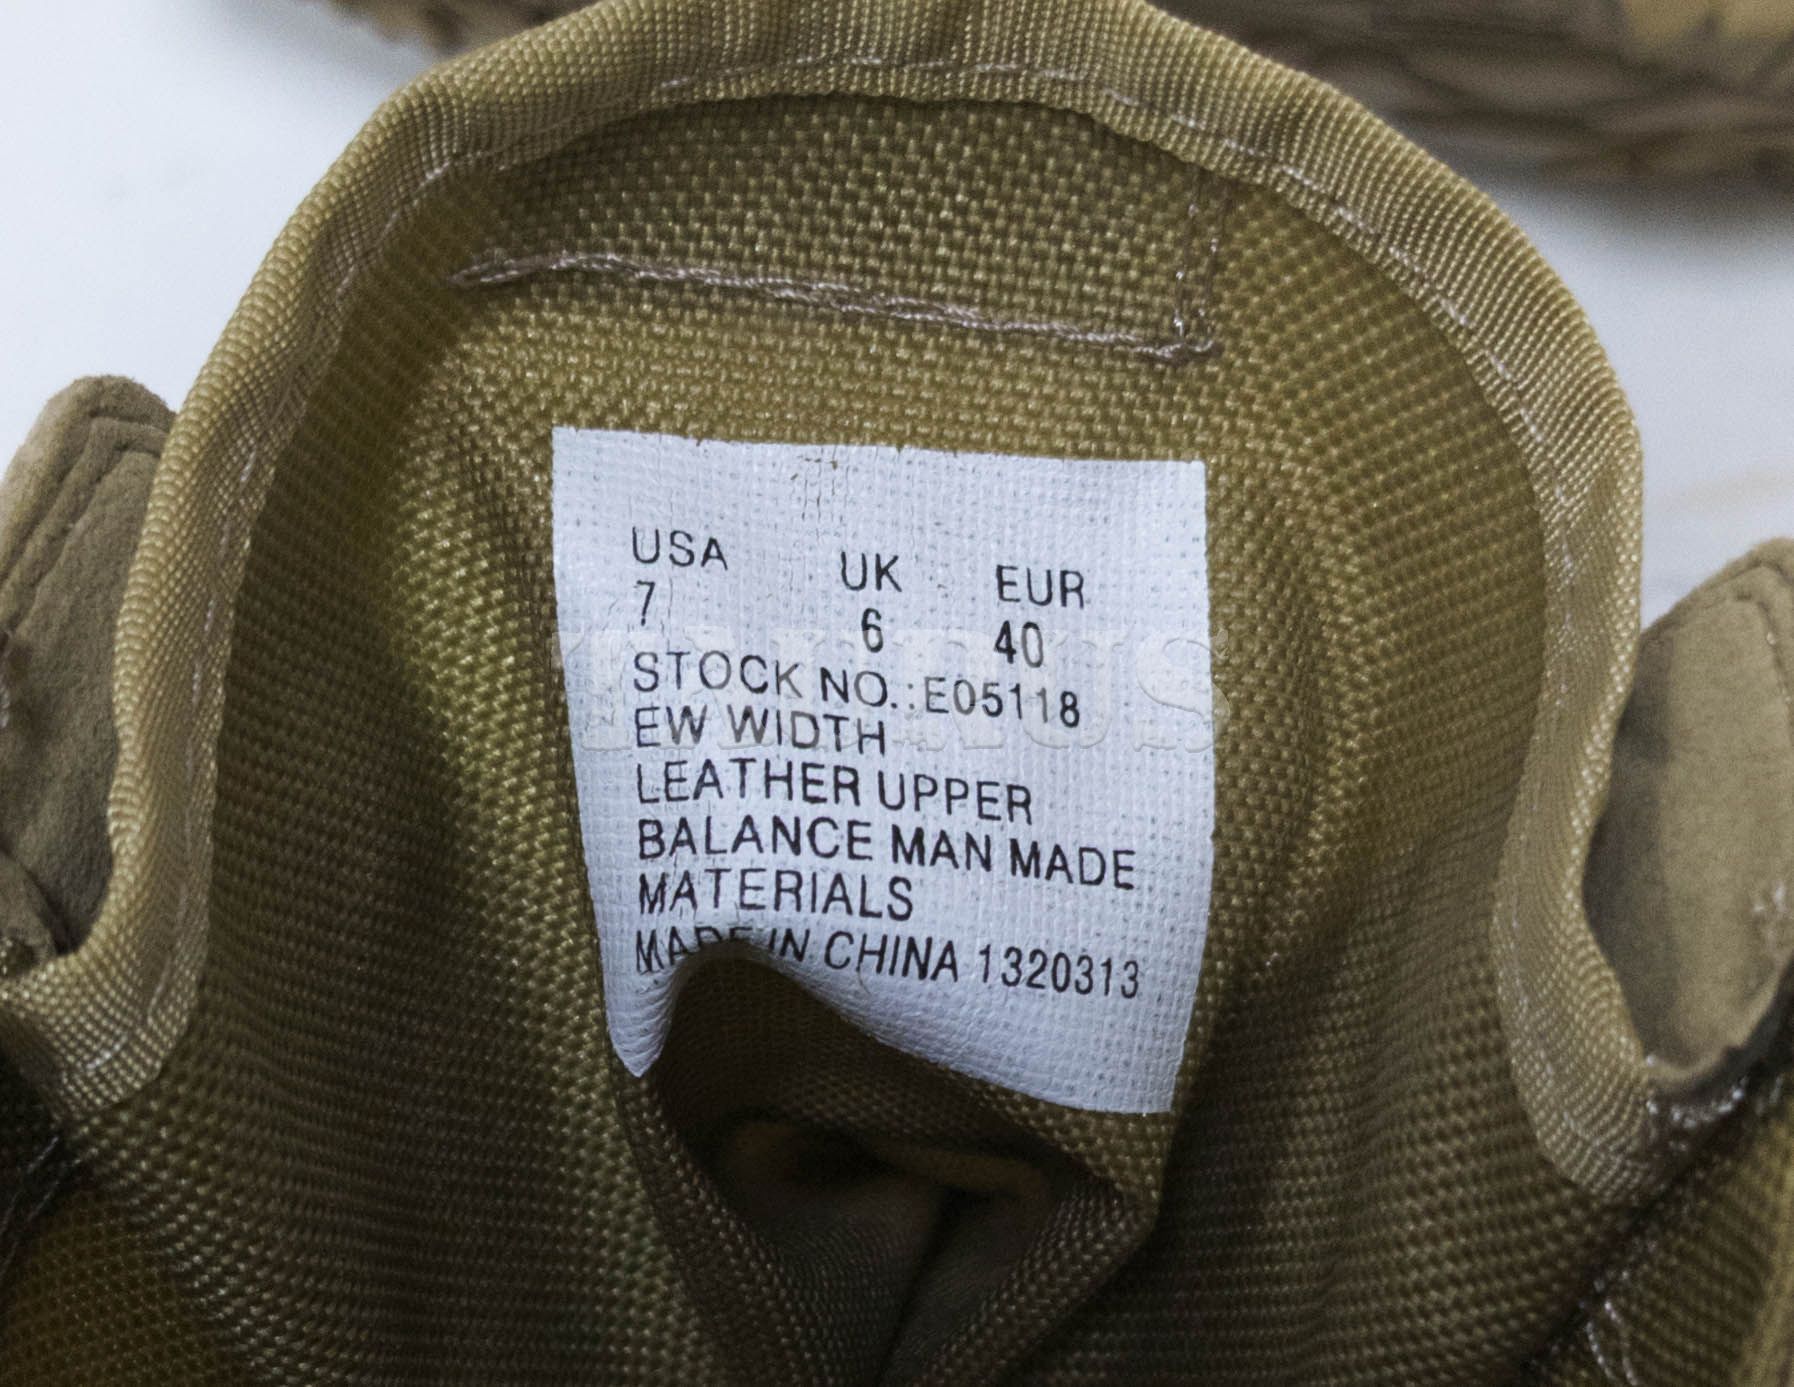 USA UK EUR
7 6 40
STOCK NO.:E05118
EW WIDTH
LEATHER UPPER
BALANCE MAN MADE
MATERIALS
MADE IN CHINA 1320313
TAURUS